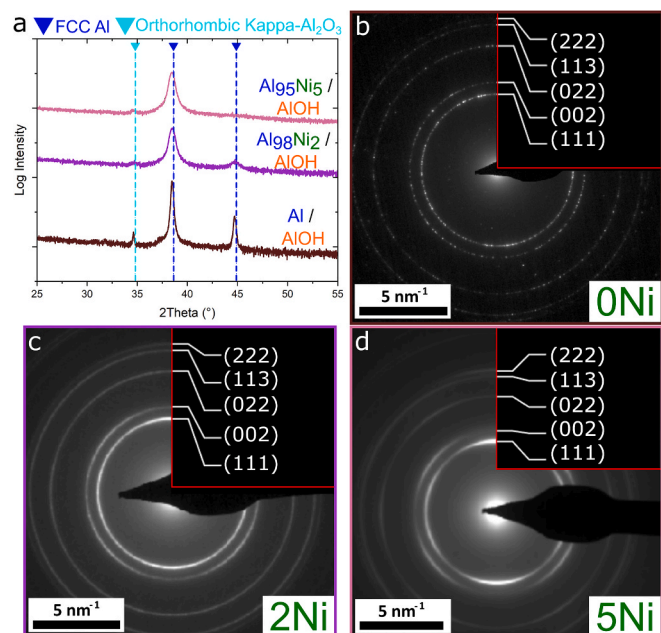 a
FCC Al
Orthorhombic Kappa-Al₂O₃
Log Intensity
Al₉₅Ni₅ /
AlOH
Al₉₈Ni₂ /
AlOH
Al /
AlOH
25 30 35 40 45 50 55
2Theta (°)
b
(222)
(113)
(022)
(002)
(111)
5 nm⁻¹
0Ni
c
(222)
(113)
(022)
(002)
(111)
5 nm⁻¹
2Ni
d
(222)
(113)
(022)
(002)
(111)
5 nm⁻¹
5Ni